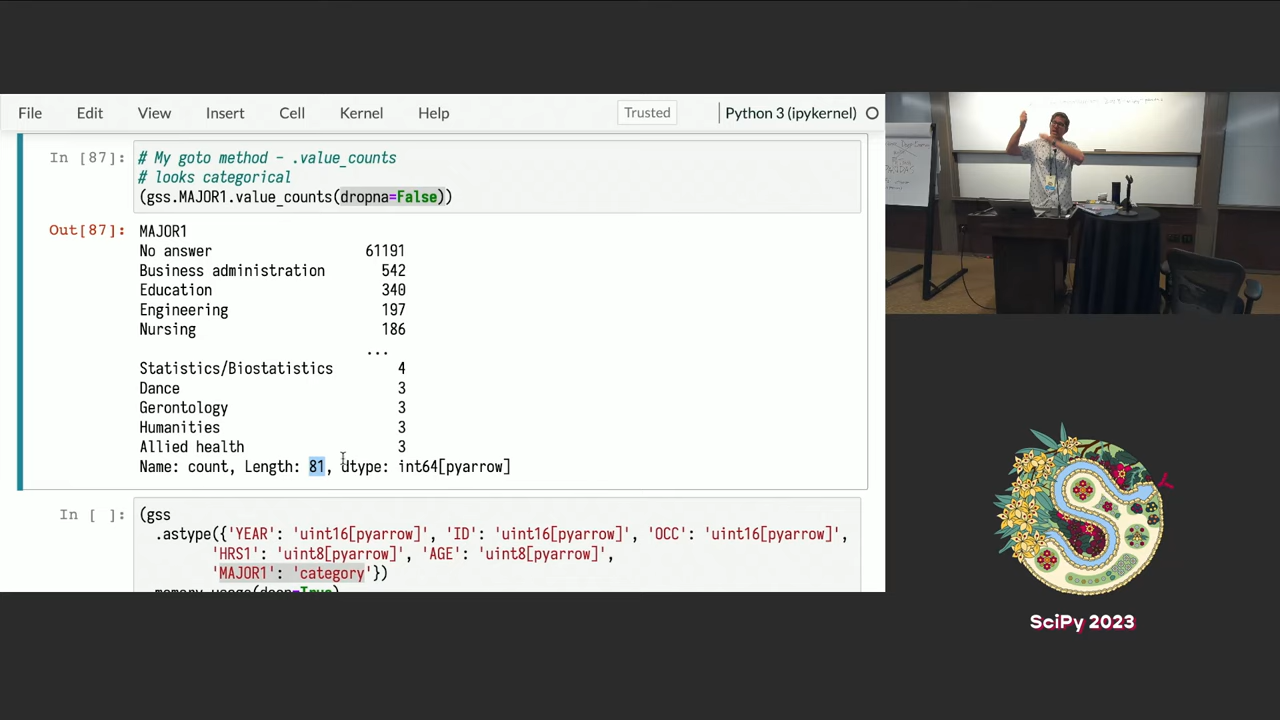 File Edit View Insert Cell Kernel Help Trusted Python 3 (ipykernel)
In [87]: # My goto method - .value_counts
# looks categorical
(gss.MAJOR1.value_counts(dropna=False))
Out[87]: MAJOR1
No answer 61191
Business administration 542
Education 340
Engineering 197
Nursing 186
...
Statistics/Biostatistics 4
Dance 3
Gerontology 3
Humanities 3
Allied health 3
Name: count, Length: 81, dtype: int64[pyarrow]
In [ ]: (gss
.astype({'YEAR': 'uint16[pyarrow]', 'ID': 'uint16[pyarrow]', 'OCC': 'uint16[pyarrow]',
'HRS1': 'uint8[pyarrow]', 'AGE': 'uint8[pyarrow]',
'MAJOR1': 'category'})
.memory_usage(deep=True)
SciPy 2023